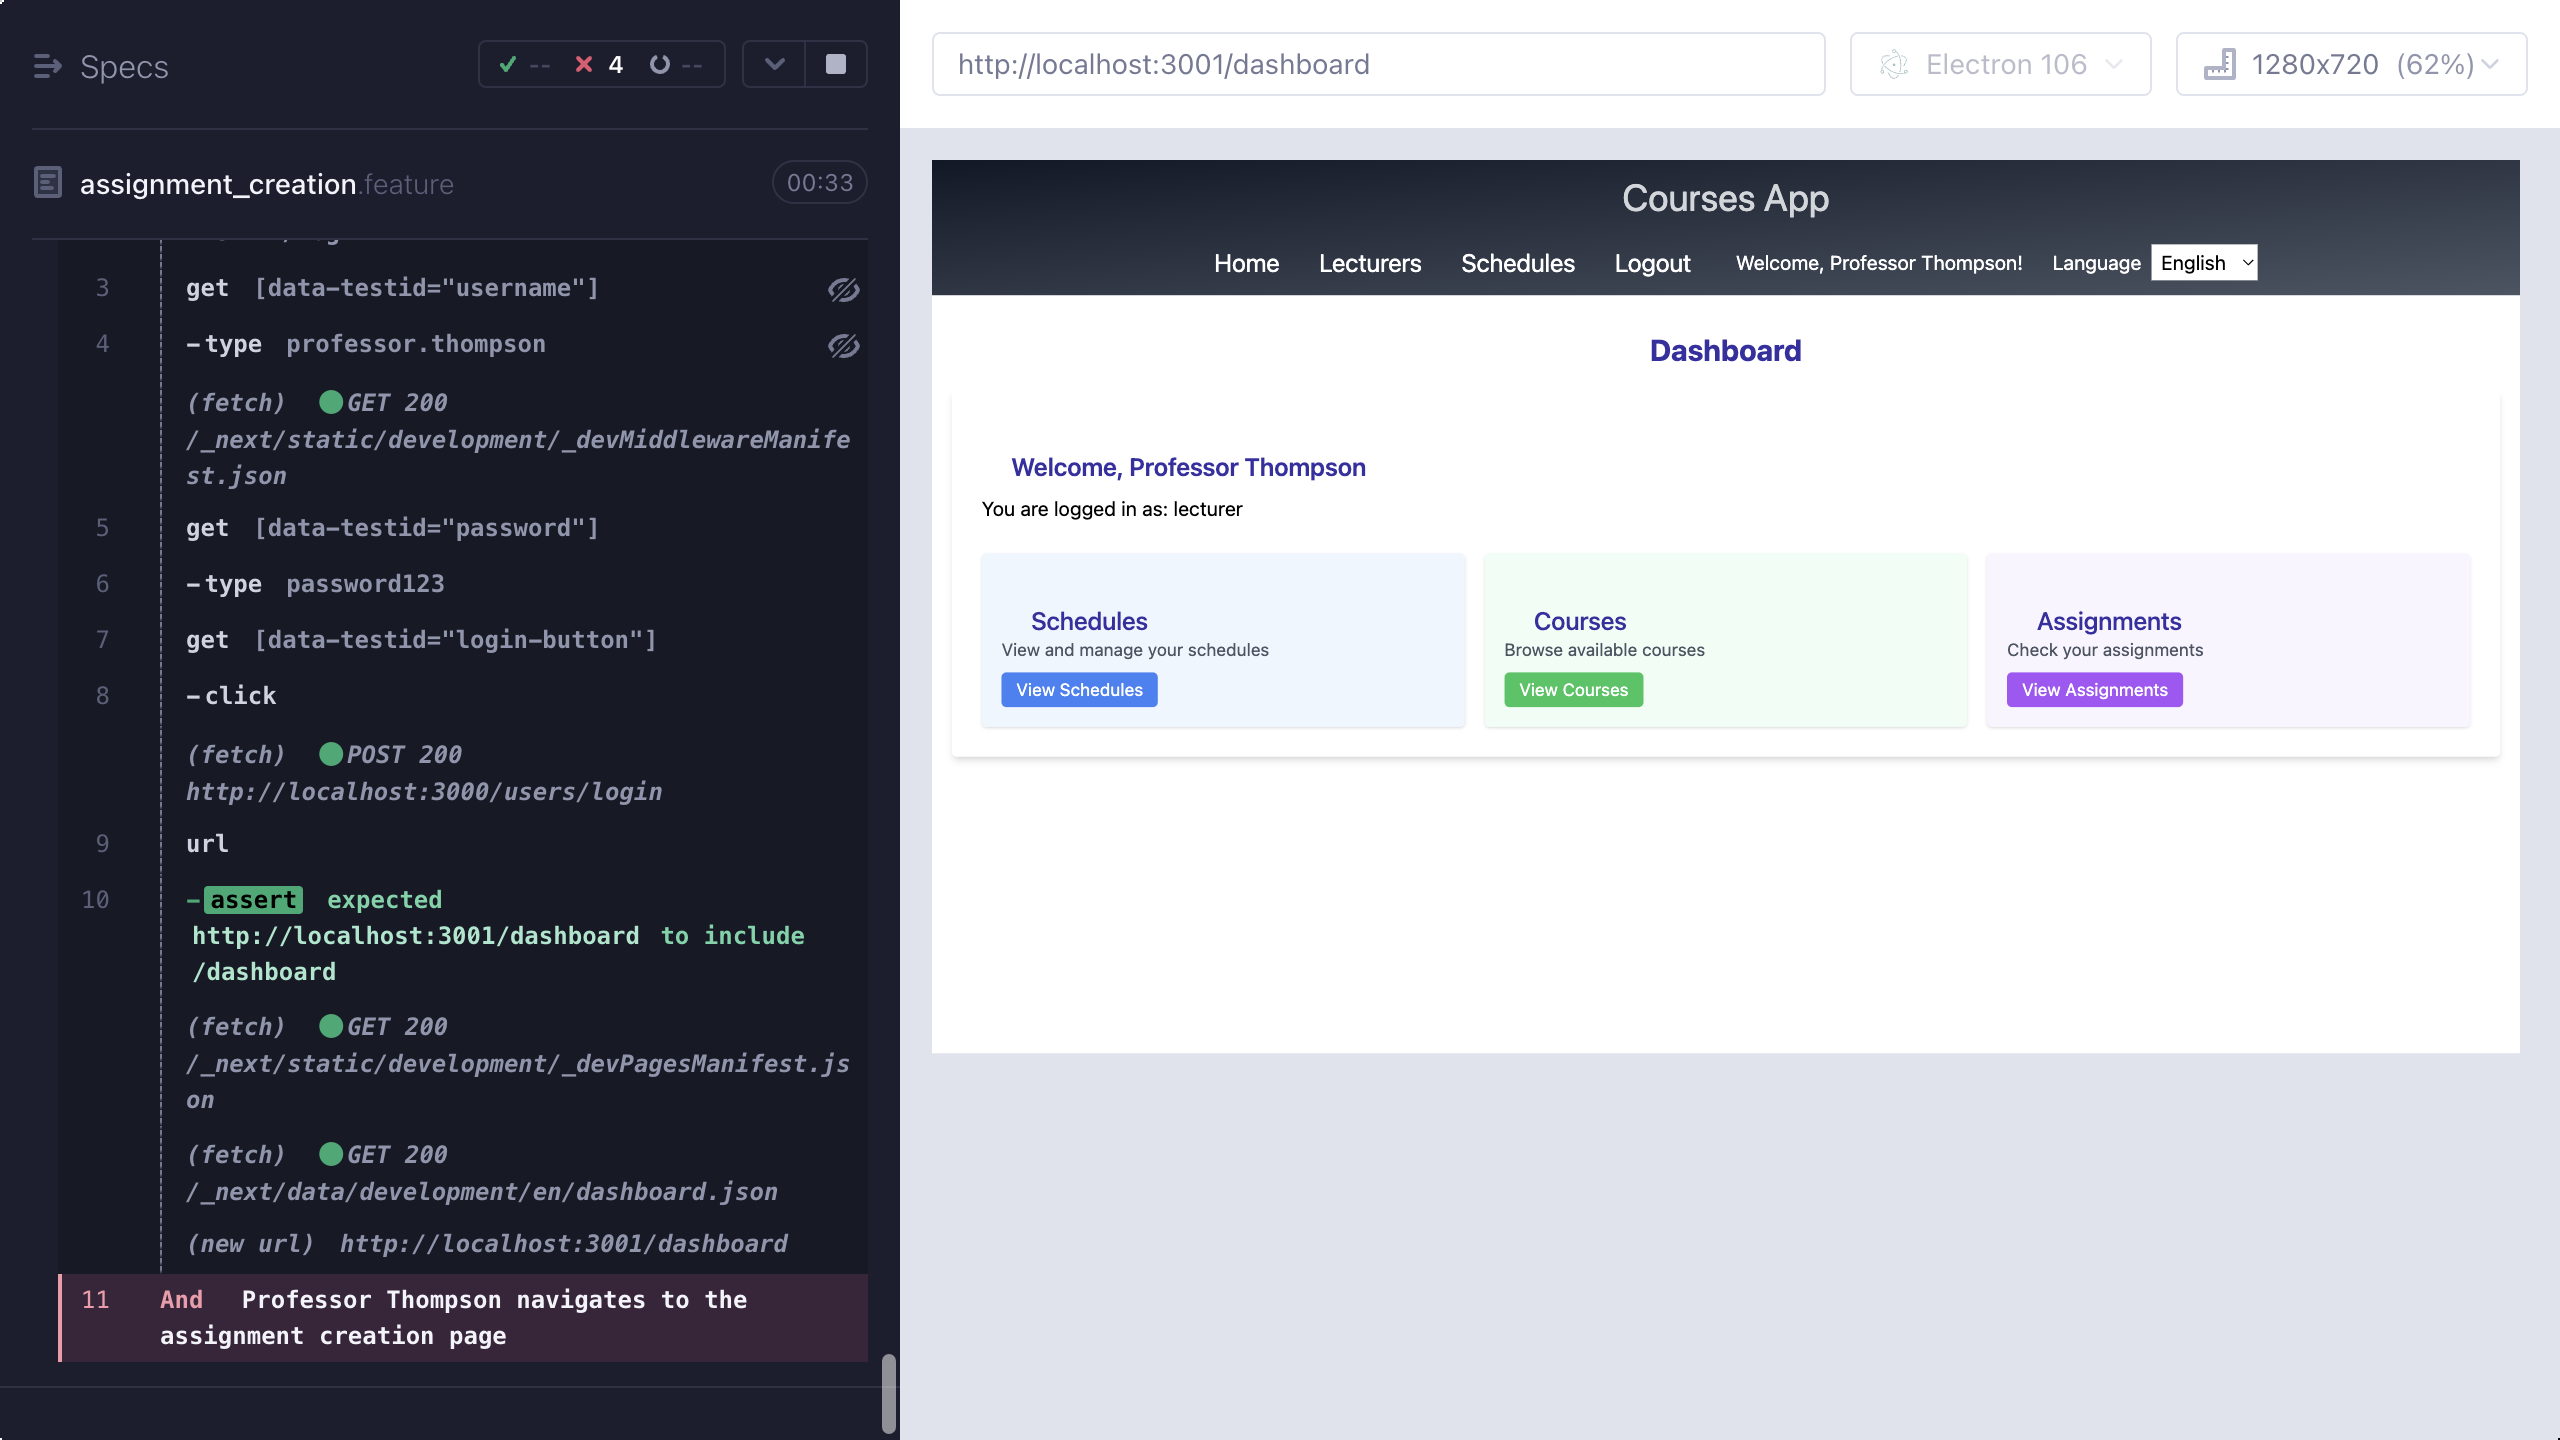 Specs
-- 4 --
assignment_creation.feature 00:33
3 get [data-testid="username"]
4 -type professor.thompson
(fetch) GET 200
/_next/static/development/_devMiddlewareManife
st.json
5 get [data-testid="password"]
6 -type password123
7 get [data-testid="login-button"]
8 -click
(fetch) POST 200
http://localhost:3000/users/login
9 url
10 -assert expected
http://localhost:3001/dashboard to include
/dashboard
(fetch) GET 200
/_next/static/development/_devPagesManifest.js
on
(fetch) GET 200
/_next/data/development/en/dashboard.json
(new url) http://localhost:3001/dashboard
11 And Professor Thompson navigates to the
assignment creation page
http://localhost:3001/dashboard
Electron 106
1280x720 (62%)
Courses App
Home Lecturers Schedules Logout Welcome, Professor Thompson! Language English
Dashboard
Welcome, Professor Thompson
You are logged in as: lecturer
Schedules
View and manage your schedules
View Schedules
Courses
Browse available courses
View Courses
Assignments
Check your assignments
View Assignments